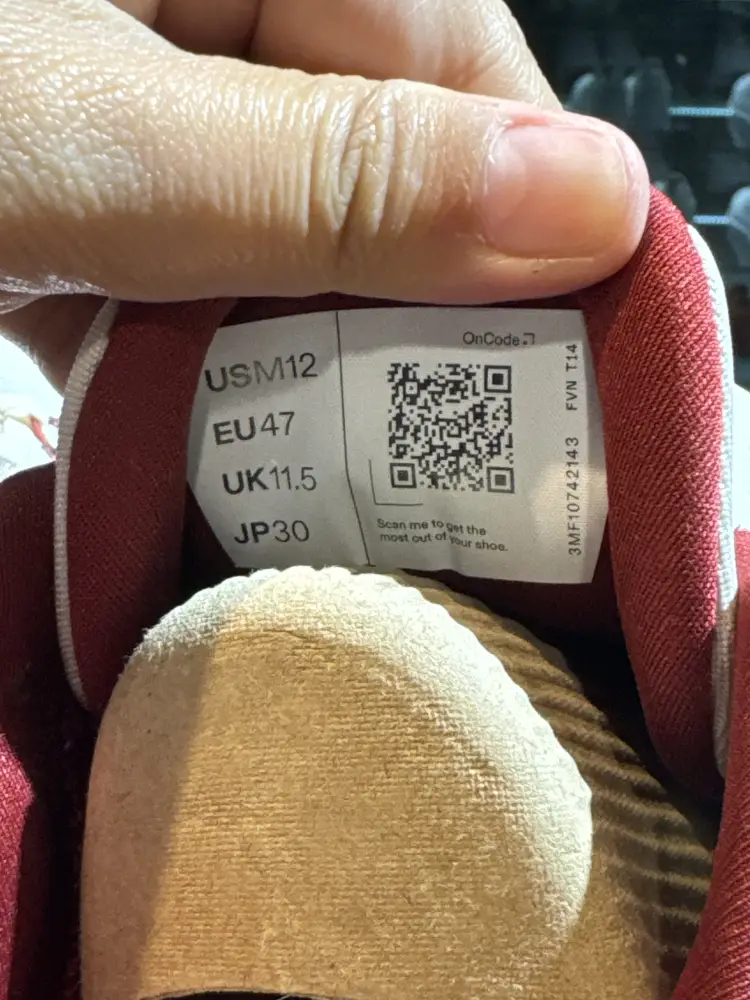 USM12
EU47
UK11.5
JP30
OnCode
Scan me to get the
most out of your shoe.
3MF10742143 FVN T14